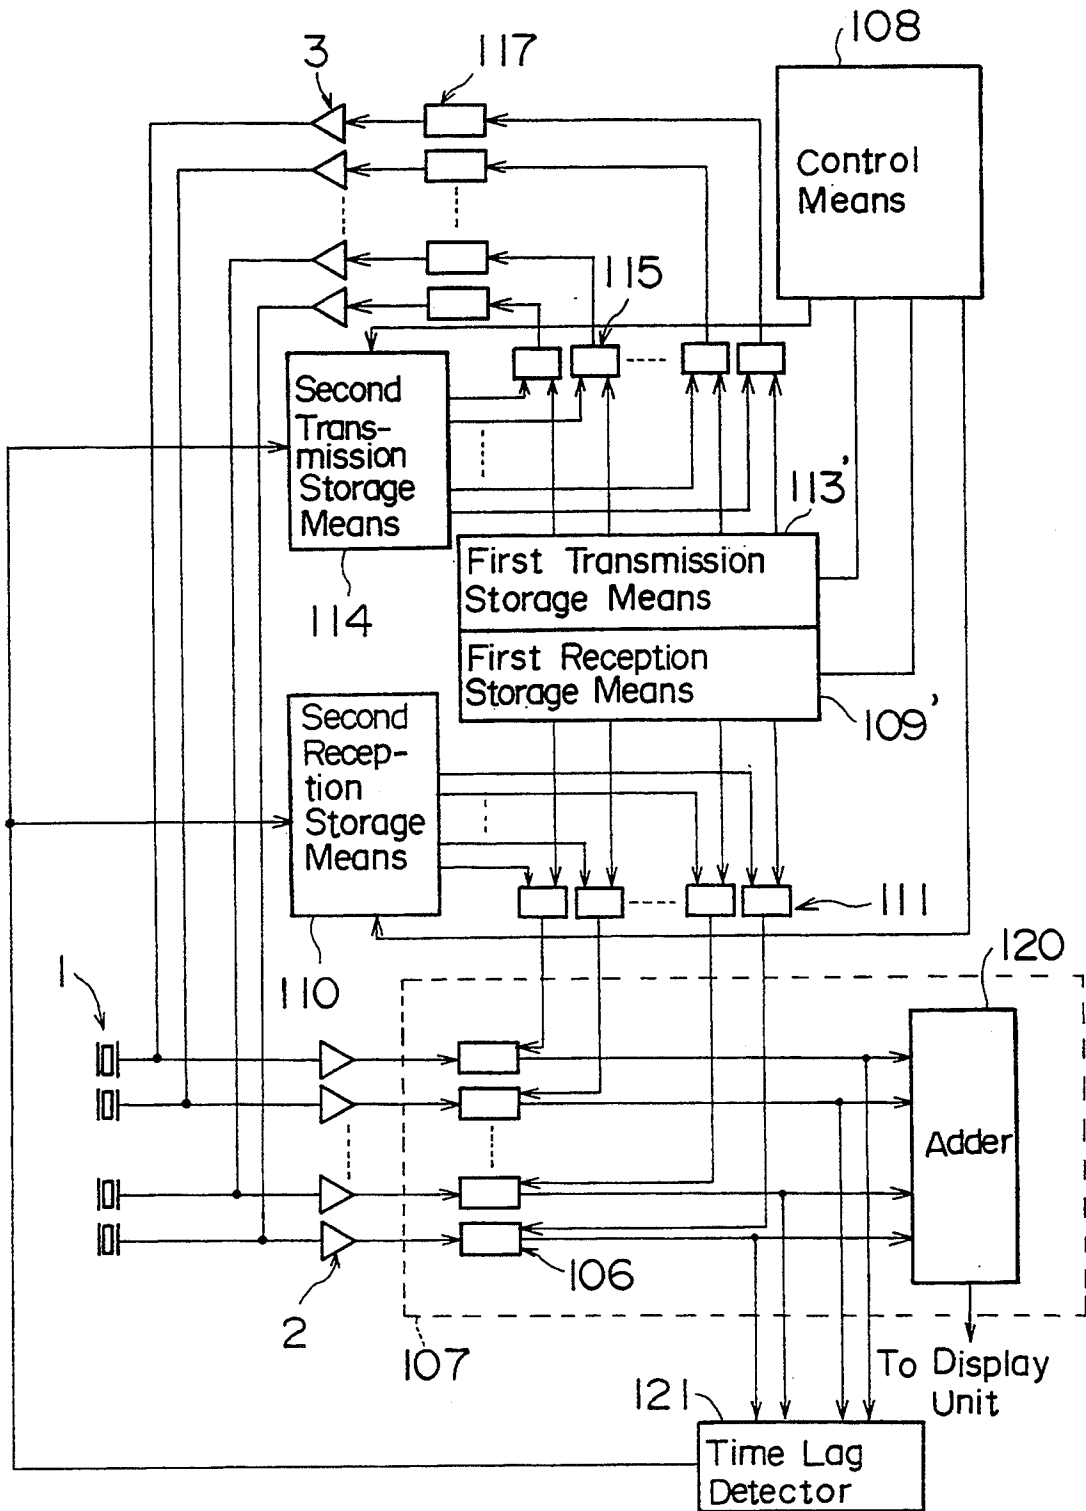 108
3
117
Control
Means
115
Second
Trans-
mission
Storage
Means
113'
First Transmission
Storage Means
114
First Reception
Storage Means
109'
Second
Recep-
tion
Storage
Means
111
110
120
1
Adder
106
2
107
To Display
Unit
121
Time Lag
Detector